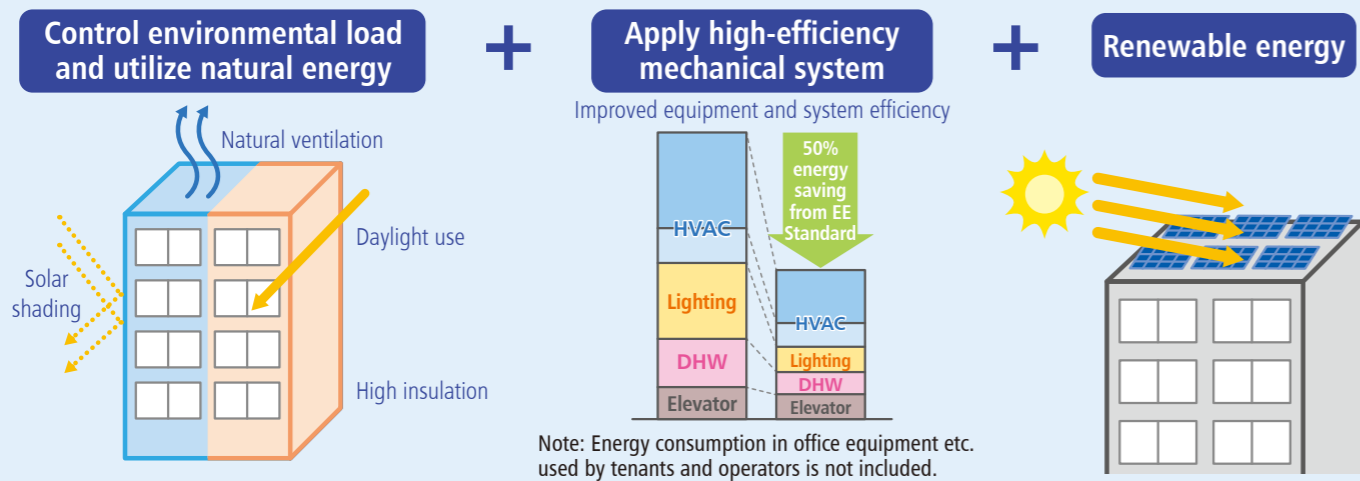 Control environmental load
and utilize natural energy
+
Apply high-efficiency
mechanical system
+
Renewable energy
Natural ventilation
Daylight use
Solar
shading
High insulation
Improved equipment and system efficiency
50%
energy
saving
from EE
Standard
HVAC
Lighting
DHW
Elevator
HVAC
Lighting
DHW
Elevator
Note: Energy consumption in office equipment etc.
used by tenants and operators is not included.